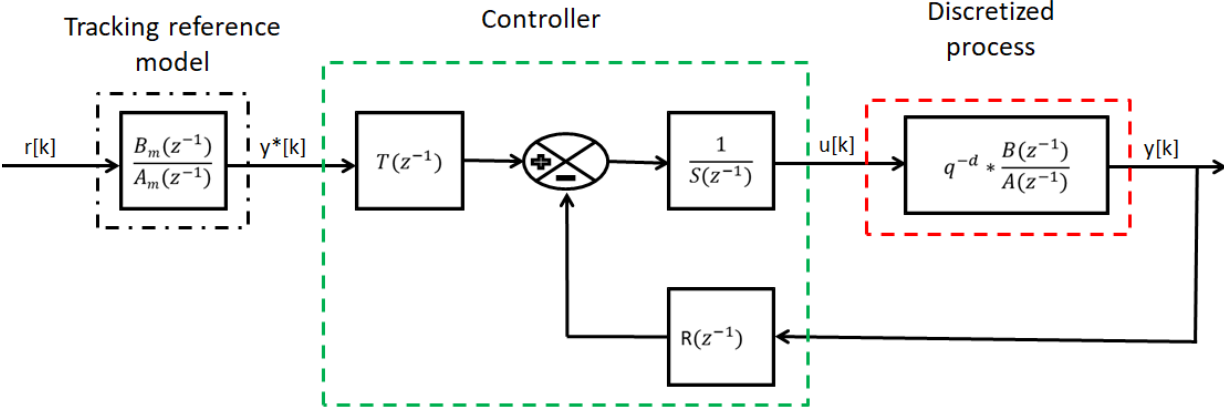 Tracking reference
model
Controller
Discretized
process
r[k]
B_m(z^{-1})
A_m(z^{-1})
y*[k]
T(z^{-1})
+
−
1
S(z^{-1})
u[k]
q^{-d} * B(z^{-1})
A(z^{-1})
y[k]
R(z^{-1})